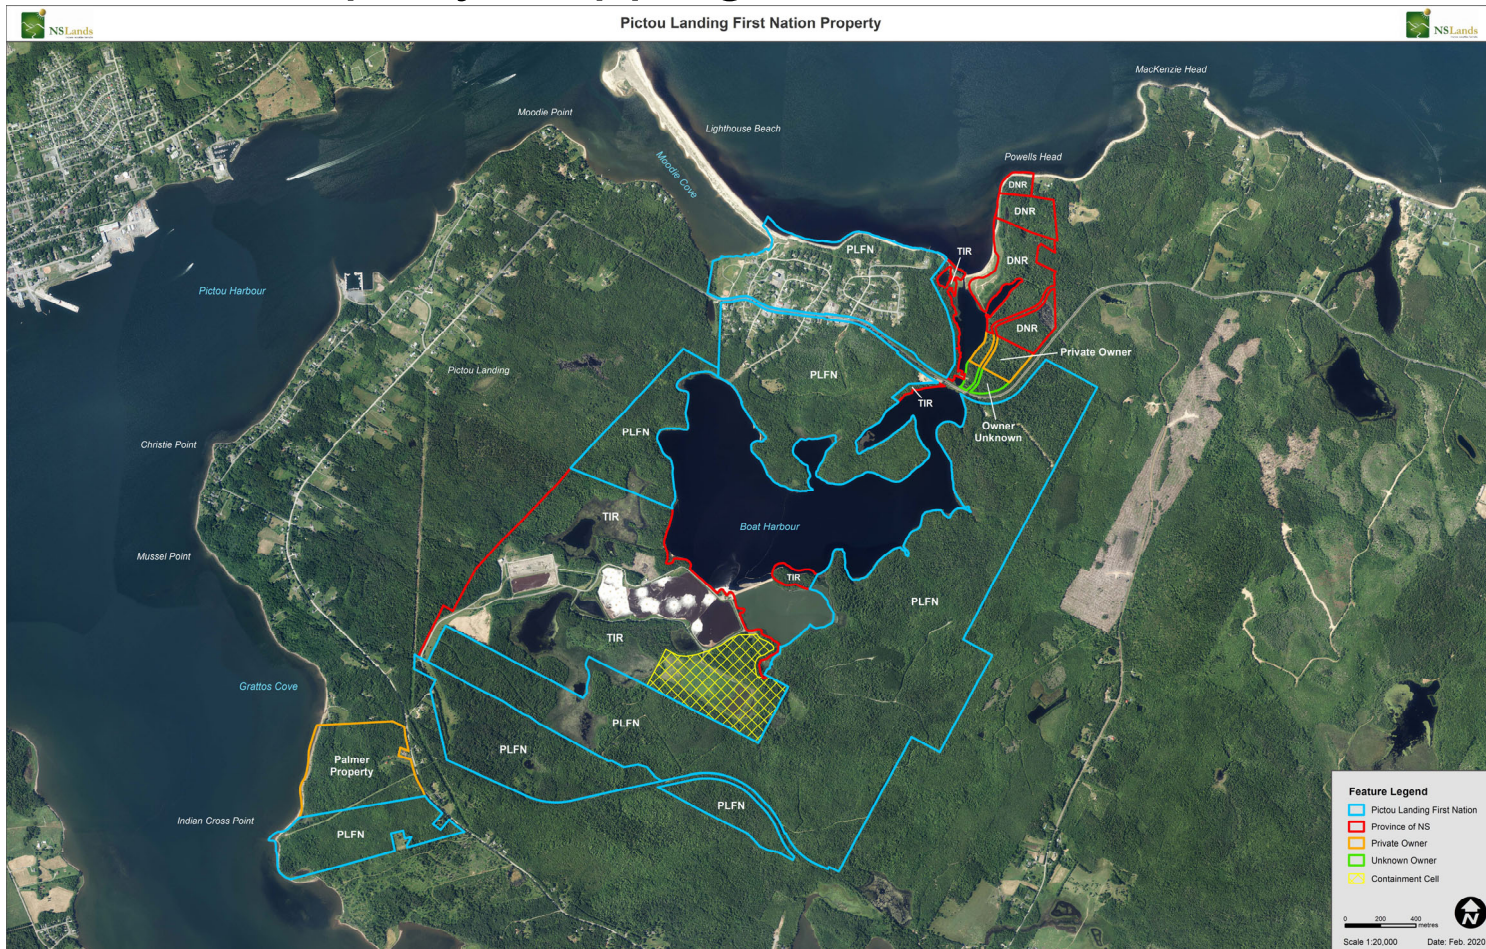 Pictou Landing First Nation Property
NSLands
NSLands
MacKenzie Head
Moodie Point
Lighthouse Beach
Powells Head
Moodie Cove
DNR
DNR
PLFN
TIR
DNR
Pictou Harbour
DNR
Private Owner
Pictou Landing
PLFN
TIR
Owner
Unknown
PLFN
Christie Point
TIR
Boat Harbour
Mussel Point
TIR
PLFN
TIR
Grattos Cove
PLFN
PLFN
Palmer
Property
PLFN
Indian Cross Point
PLFN
Feature Legend
Pictou Landing First Nation
Province of NS
Private Owner
Unknown Owner
Containment Cell
N
0 200 400
metres
Scale 1:20,000 Date: Feb. 2020